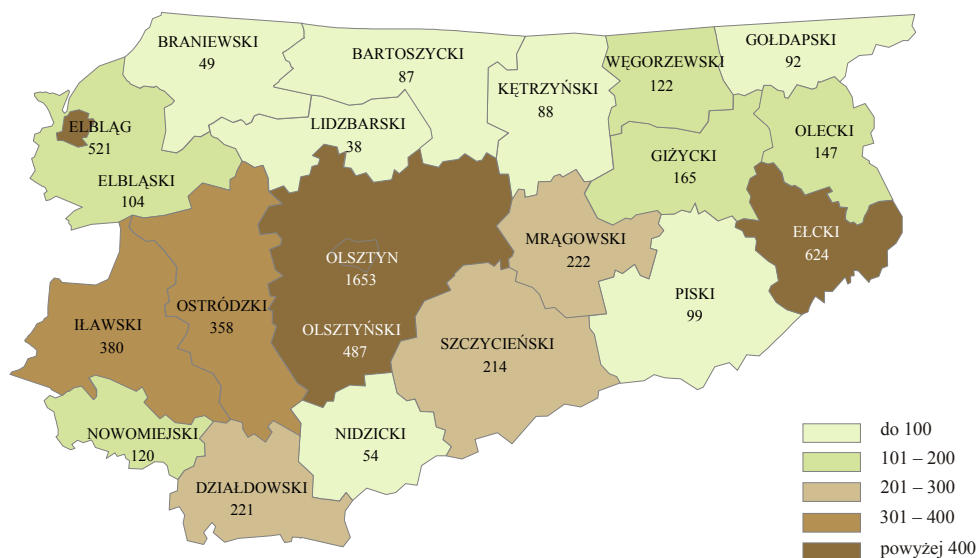 BRANIEWSKI
49
BARTOSZYCKI
87
KĘTRZYŃSKI
88
WĘGORZEWSKI
122
GOŁDAPSKI
92
ELBLĄG
521
LIDZBARSKI
38
OLECKI
147
GIŻYCKI
165
ELBLĄSKI
104
EŁCKI
624
MRĄGOWSKI
222
OLSZTYN
1653
PISKI
99
OSTRÓDZKI
358
IŁAWSKI
380
OLSZTYŃSKI
487
SZCZYCIEŃSKI
214
NOWOMIEJSKI
120
NIDZICKI
54
DZIAŁDOWSKI
221
do 100
101 – 200
201 – 300
301 – 400
powyżej 400